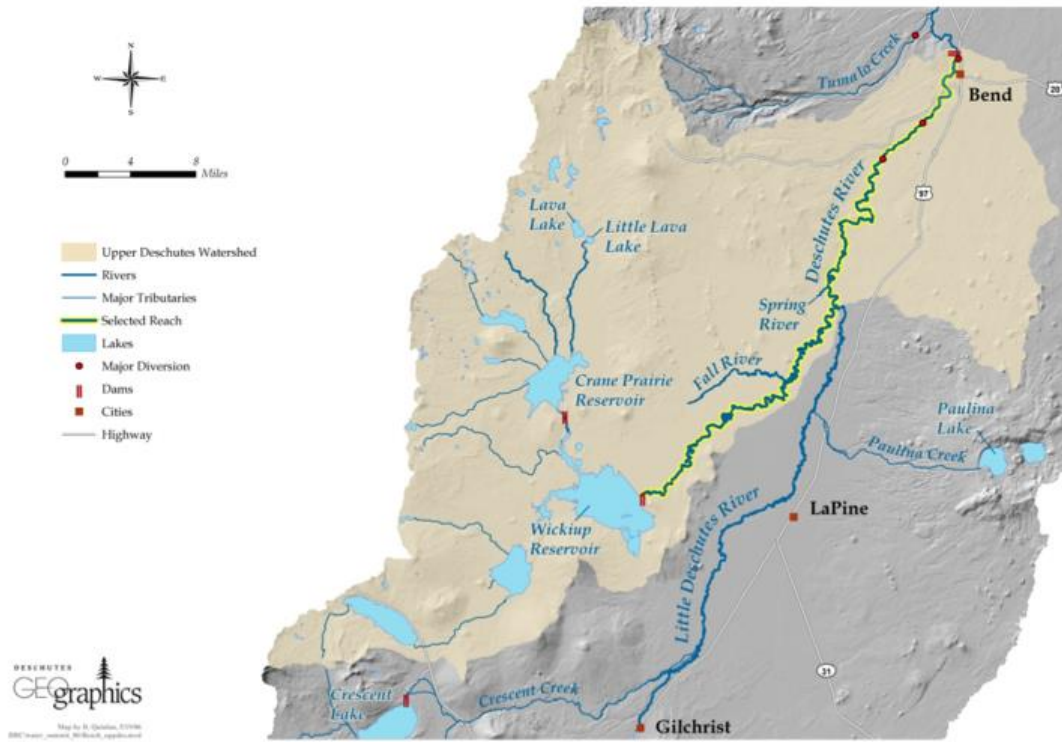 N
W
E
S
0
4
8
Miles
Upper Deschutes Watershed
Rivers
Major Tributaries
Selected Reach
Lakes
Major Diversion
Dams
Cities
Highway
Tumalo Creek
Bend
20
97
Deschutes River
Lava
Lake
Little Lava
Lake
Spring
River
Fall River
Crane Prairie
Reservoir
Paulina
Lake
Paulina Creek
Wickiup
Reservoir
LaPine
Little Deschutes River
31
Crescent
Lake
Crescent Creek
Gilchrist
DESCHUTES
GEOgraphics
Map by